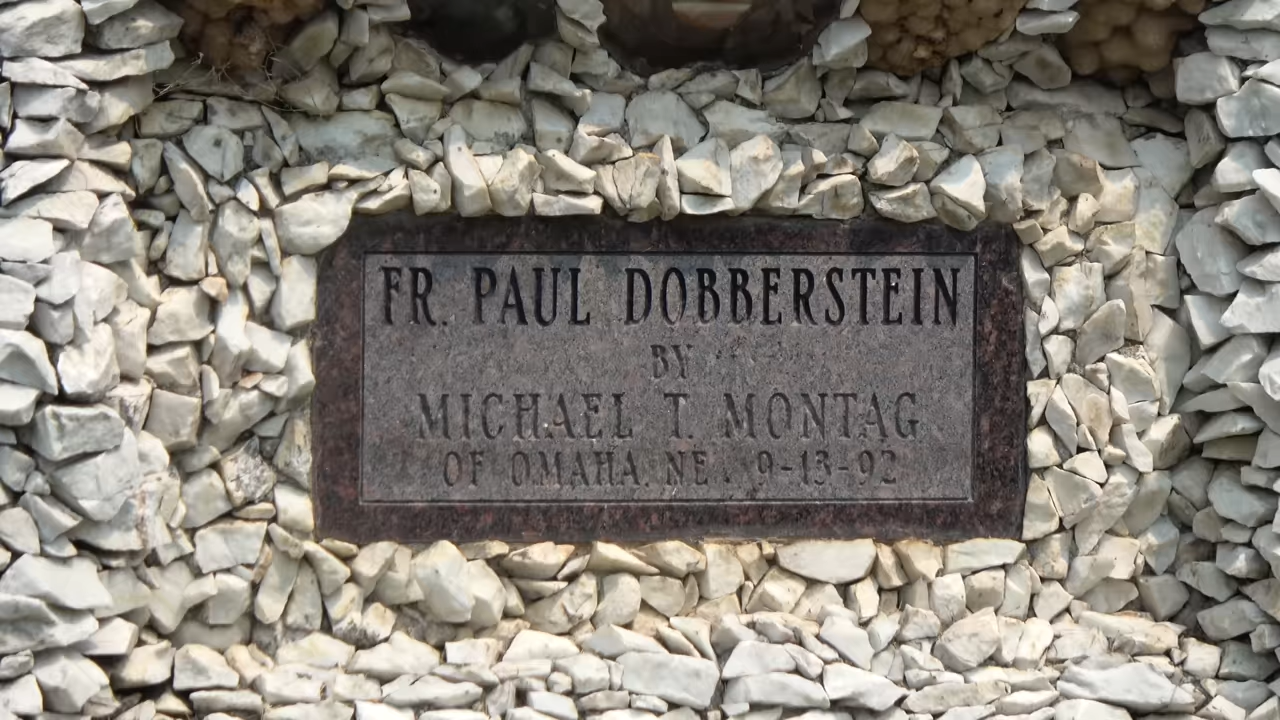 FR. PAUL DOBBERSTEIN
BY
MICHAEL T. MONTAG
OF OMAHA, NE. 9-13-92